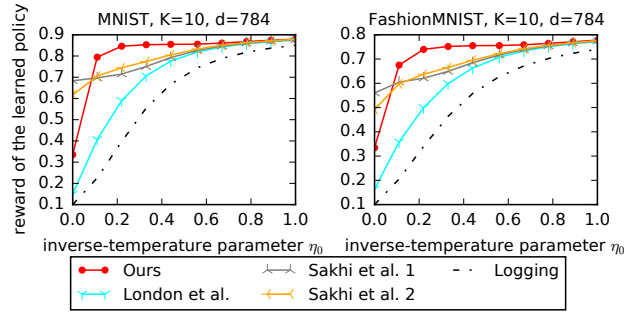 MNIST, K=10, d=784
reward of the learned policy
0.9
0.8
0.7
0.6
0.5
0.4
0.3
0.2
0.1
0.0 0.2 0.4 0.6 0.8 1.0
inverse-temperature parameter η0
FashionMNIST, K=10, d=784
0.8
0.7
0.6
0.5
0.4
0.3
0.2
0.1
0.0 0.2 0.4 0.6 0.8 1.0
inverse-temperature parameter η0
Ours
London et al.
Sakhi et al. 1
Sakhi et al. 2
Logging